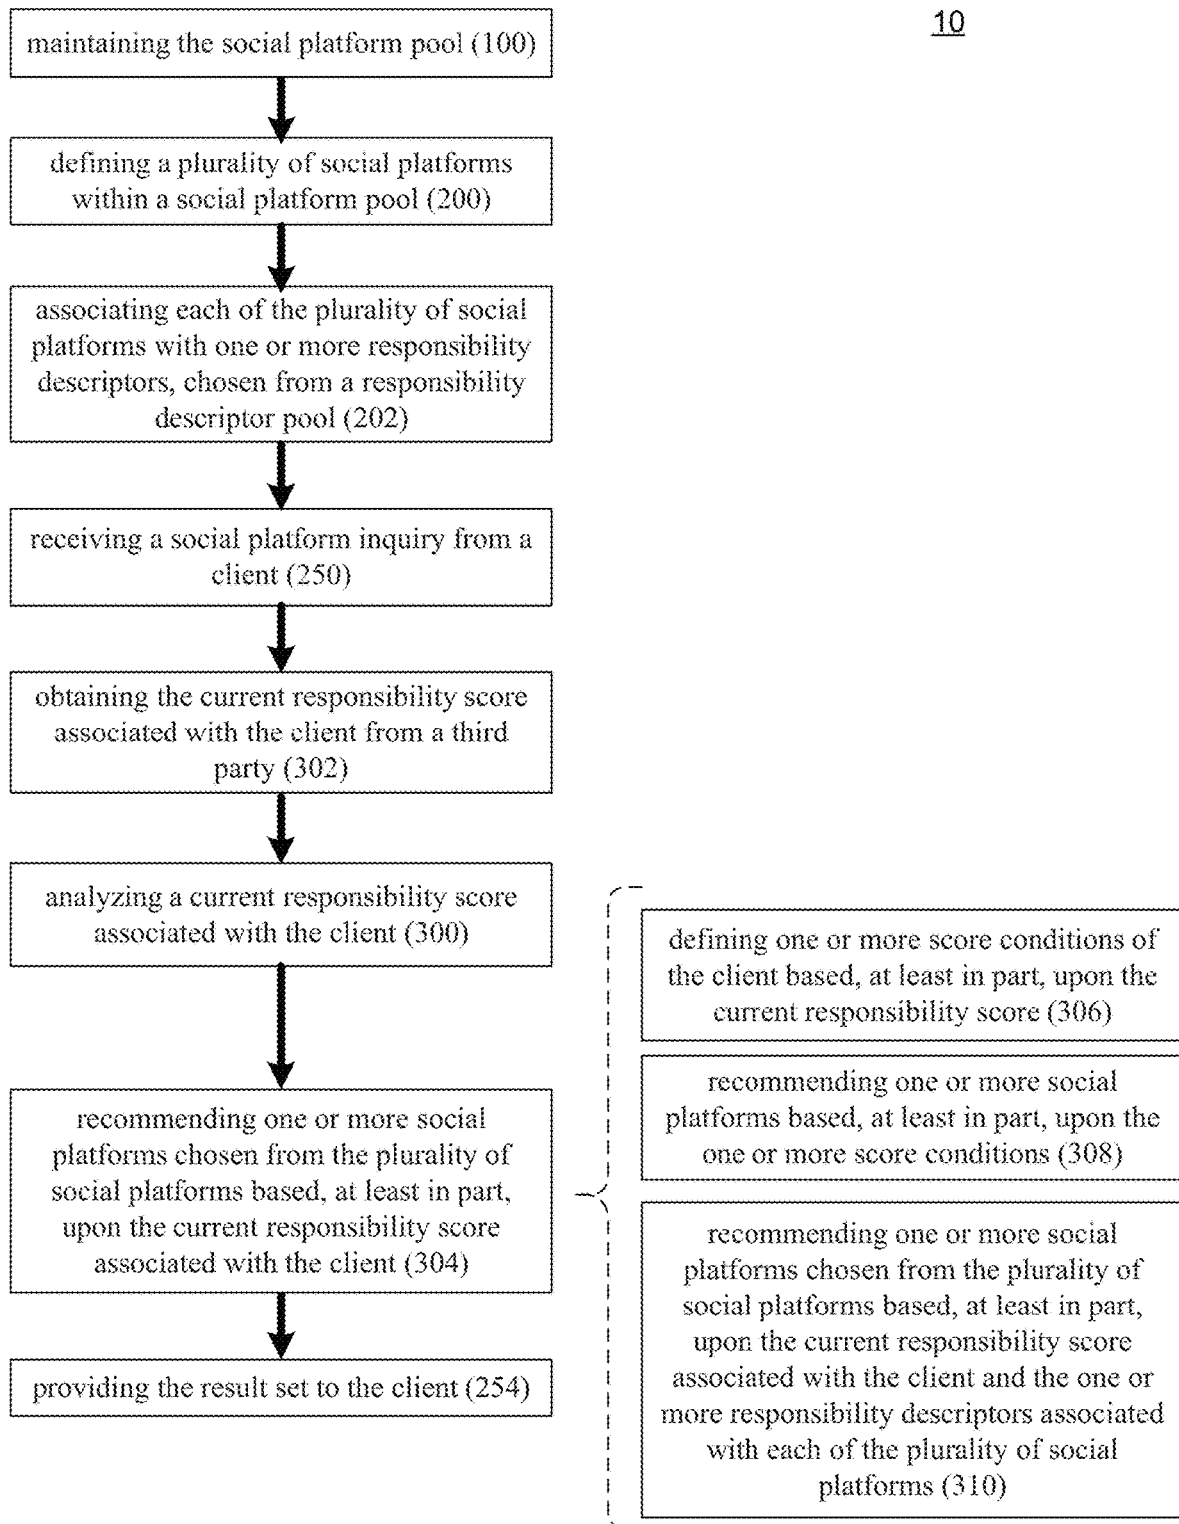 10
maintaining the social platform pool (100)
defining a plurality of social platforms
within a social platform pool (200)
associating each of the plurality of social
platforms with one or more responsibility
descriptors, chosen from a responsibility
descriptor pool (202)
receiving a social platform inquiry from a
client (250)
obtaining the current responsibility score
associated with the client from a third
party (302)
analyzing a current responsibility score
associated with the client (300)
recommending one or more social
platforms chosen from the plurality of
social platforms based, at least in part,
upon the current responsibility score
associated with the client (304)
providing the result set to the client (254)
defining one or more score conditions of
the client based, at least in part, upon the
current responsibility score (306)
recommending one or more social
platforms based, at least in part, upon the
one or more score conditions (308)
recommending one or more social
platforms chosen from the plurality of
social platforms based, at least in part,
upon the current responsibility score
associated with the client and the one or
more responsibility descriptors associated
with each of the plurality of social
platforms (310)